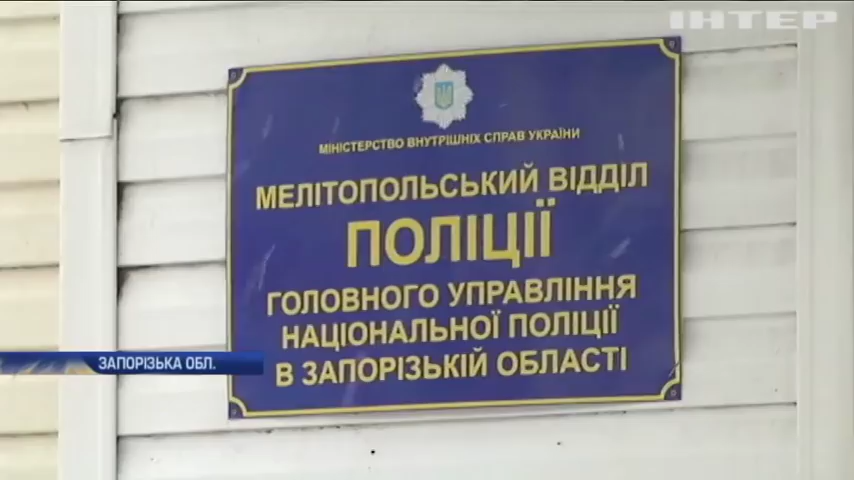 ІНТЕР
МІНІСТЕРСТВО ВНУТРІШНІХ СПРАВ УКРАЇНИ
МЕЛІТОПОЛЬСЬКИЙ ВІДДІЛ
ПОЛІЦІЇ
ГОЛОВНОГО УПРАВЛІННЯ
НАЦІОНАЛЬНОЇ ПОЛІЦІЇ
В ЗАПОРІЗЬКІЙ ОБЛАСТІ
ЗАПОРІЗЬКА ОБЛ.